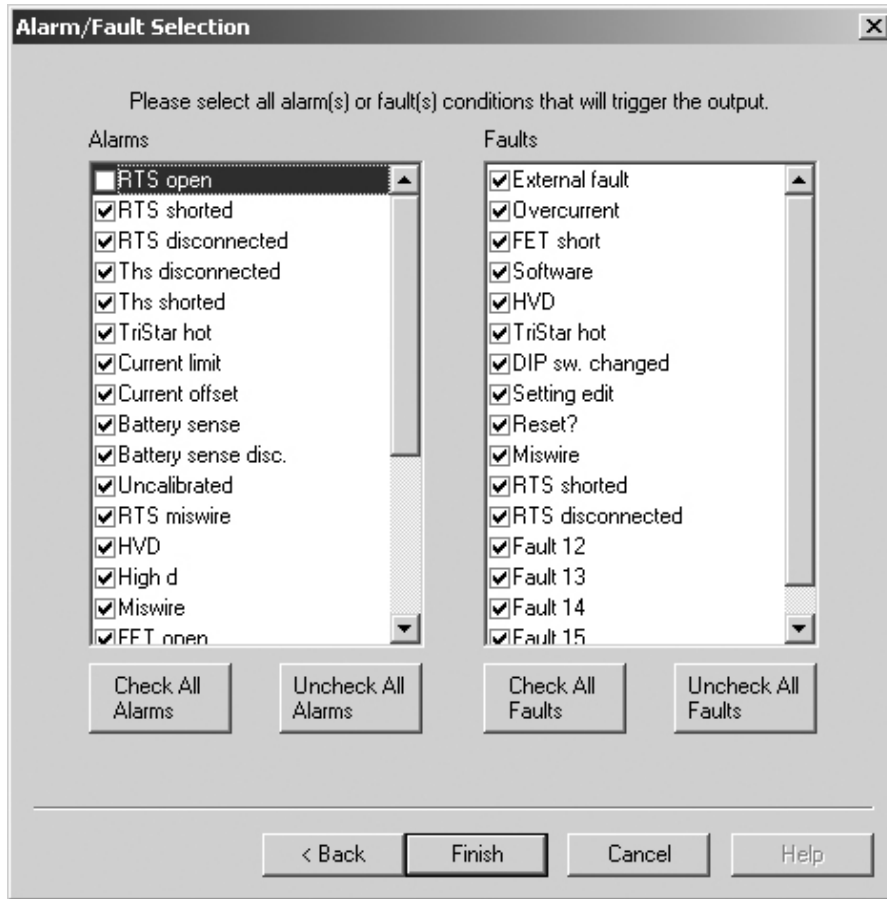 Alarm/Fault Selection
Please select all alarm(s) or fault(s) conditions that will trigger the output.
Alarms
RTS open
RTS shorted
RTS disconnected
Ths disconnected
Ths shorted
TriStar hot
Current limit
Current offset
Battery sense
Battery sense disc.
Uncalibrated
RTS miswire
HVD
High d
Miswire
FET open
Check All
Alarms
Uncheck All
Alarms
Faults
External fault
Overcurrent
FET short
Software
HVD
TriStar hot
DIP sw. changed
Setting edit
Reset?
Miswire
RTS shorted
RTS disconnected
Fault 12
Fault 13
Fault 14
Fault 15
Check All
Faults
Uncheck All
Faults
< Back
Finish
Cancel
Help